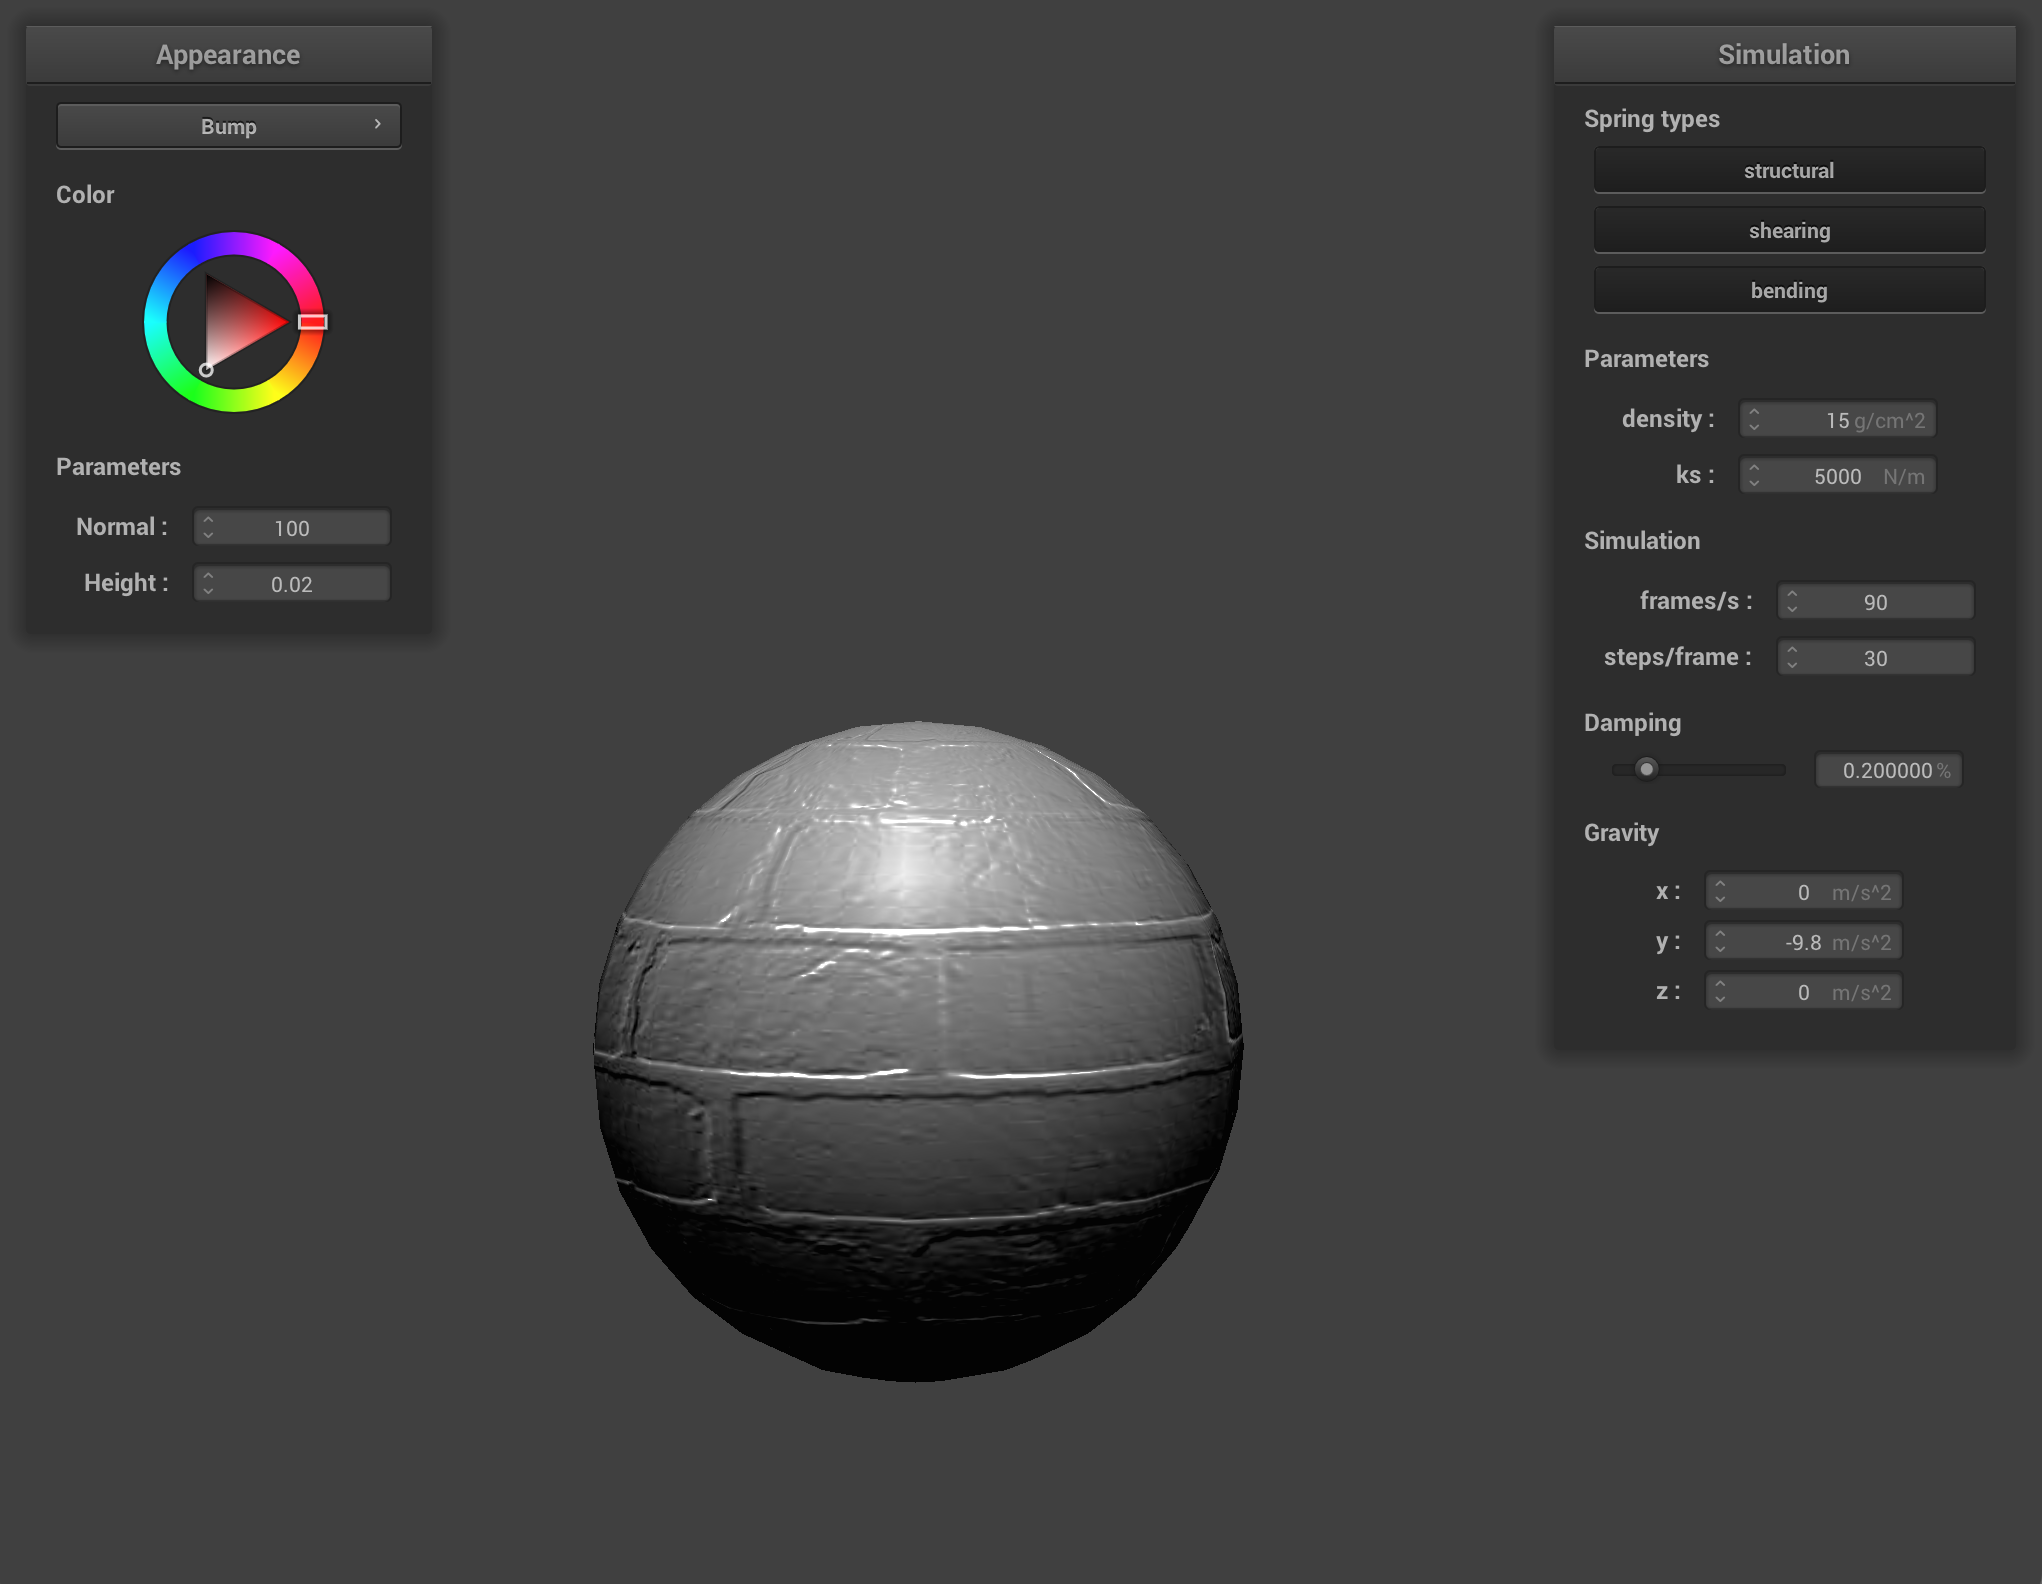 Appearance
Bump
Color
Parameters
Normal : 100
Height : 0.02
Simulation
Spring types
structural
shearing
bending
Parameters
density : 15 g/cm^2
ks : 5000 N/m
Simulation
frames/s : 90
steps/frame : 30
Damping
0.200000 %
Gravity
x : 0 m/s^2
y : -9.8 m/s^2
z : 0 m/s^2